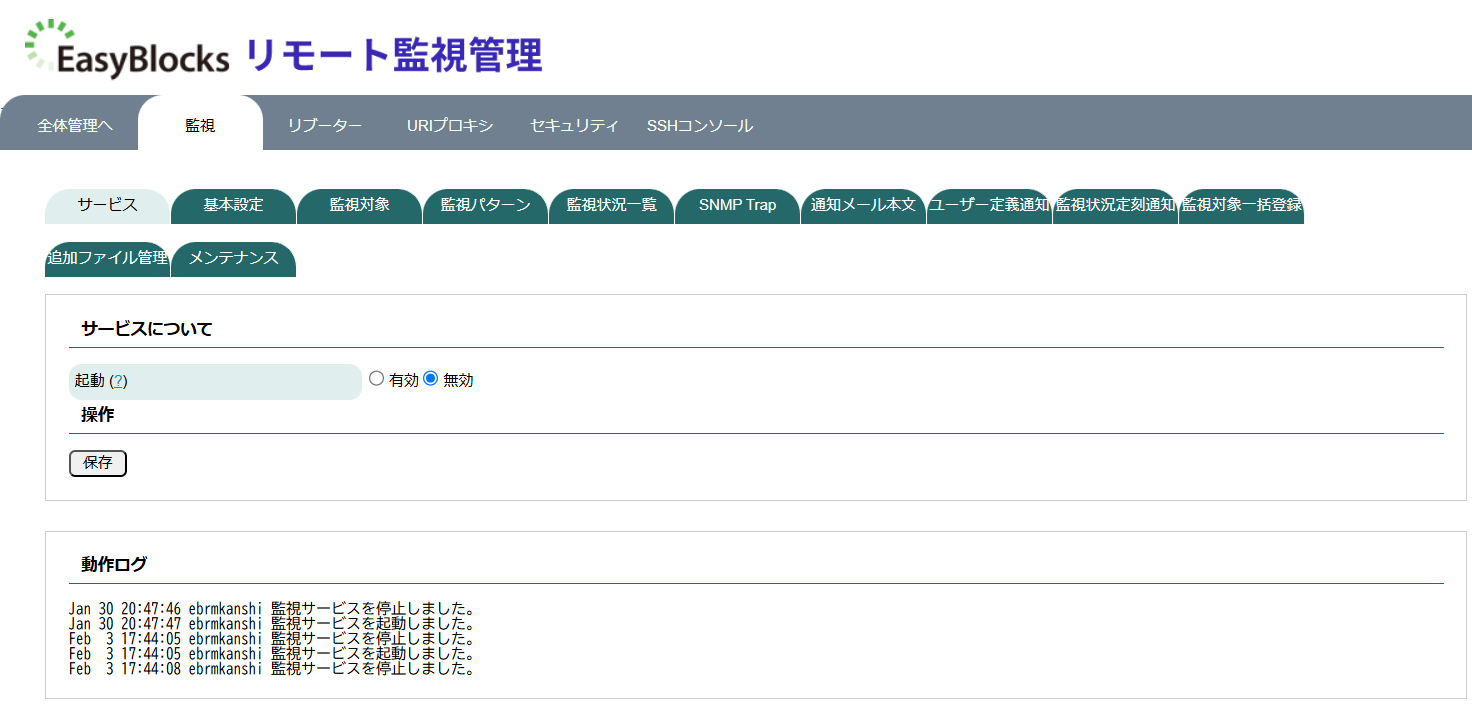 EasyBlocks リモート監視管理
全体管理へ 監視 リブーター URIプロキシ セキュリティ SSHコンソール
サービス 基本設定 監視対象 監視パターン 監視状況一覧 SNMP Trap 通知メール本文 ユーザー定義通知 監視状況定刻通知 監視対象一括登録
追加ファイル管理 メンテナンス
サービスについて
起動 (?) 有効 無効
操作
保存
動作ログ
Jan 30 20:47:46 ebrmkanshi 監視サービスを停止しました。
Jan 30 20:47:47 ebrmkanshi 監視サービスを起動しました。
Feb  3 17:44:05 ebrmkanshi 監視サービスを停止しました。
Feb  3 17:44:05 ebrmkanshi 監視サービスを起動しました。
Feb  3 17:44:08 ebrmkanshi 監視サービスを停止しました。